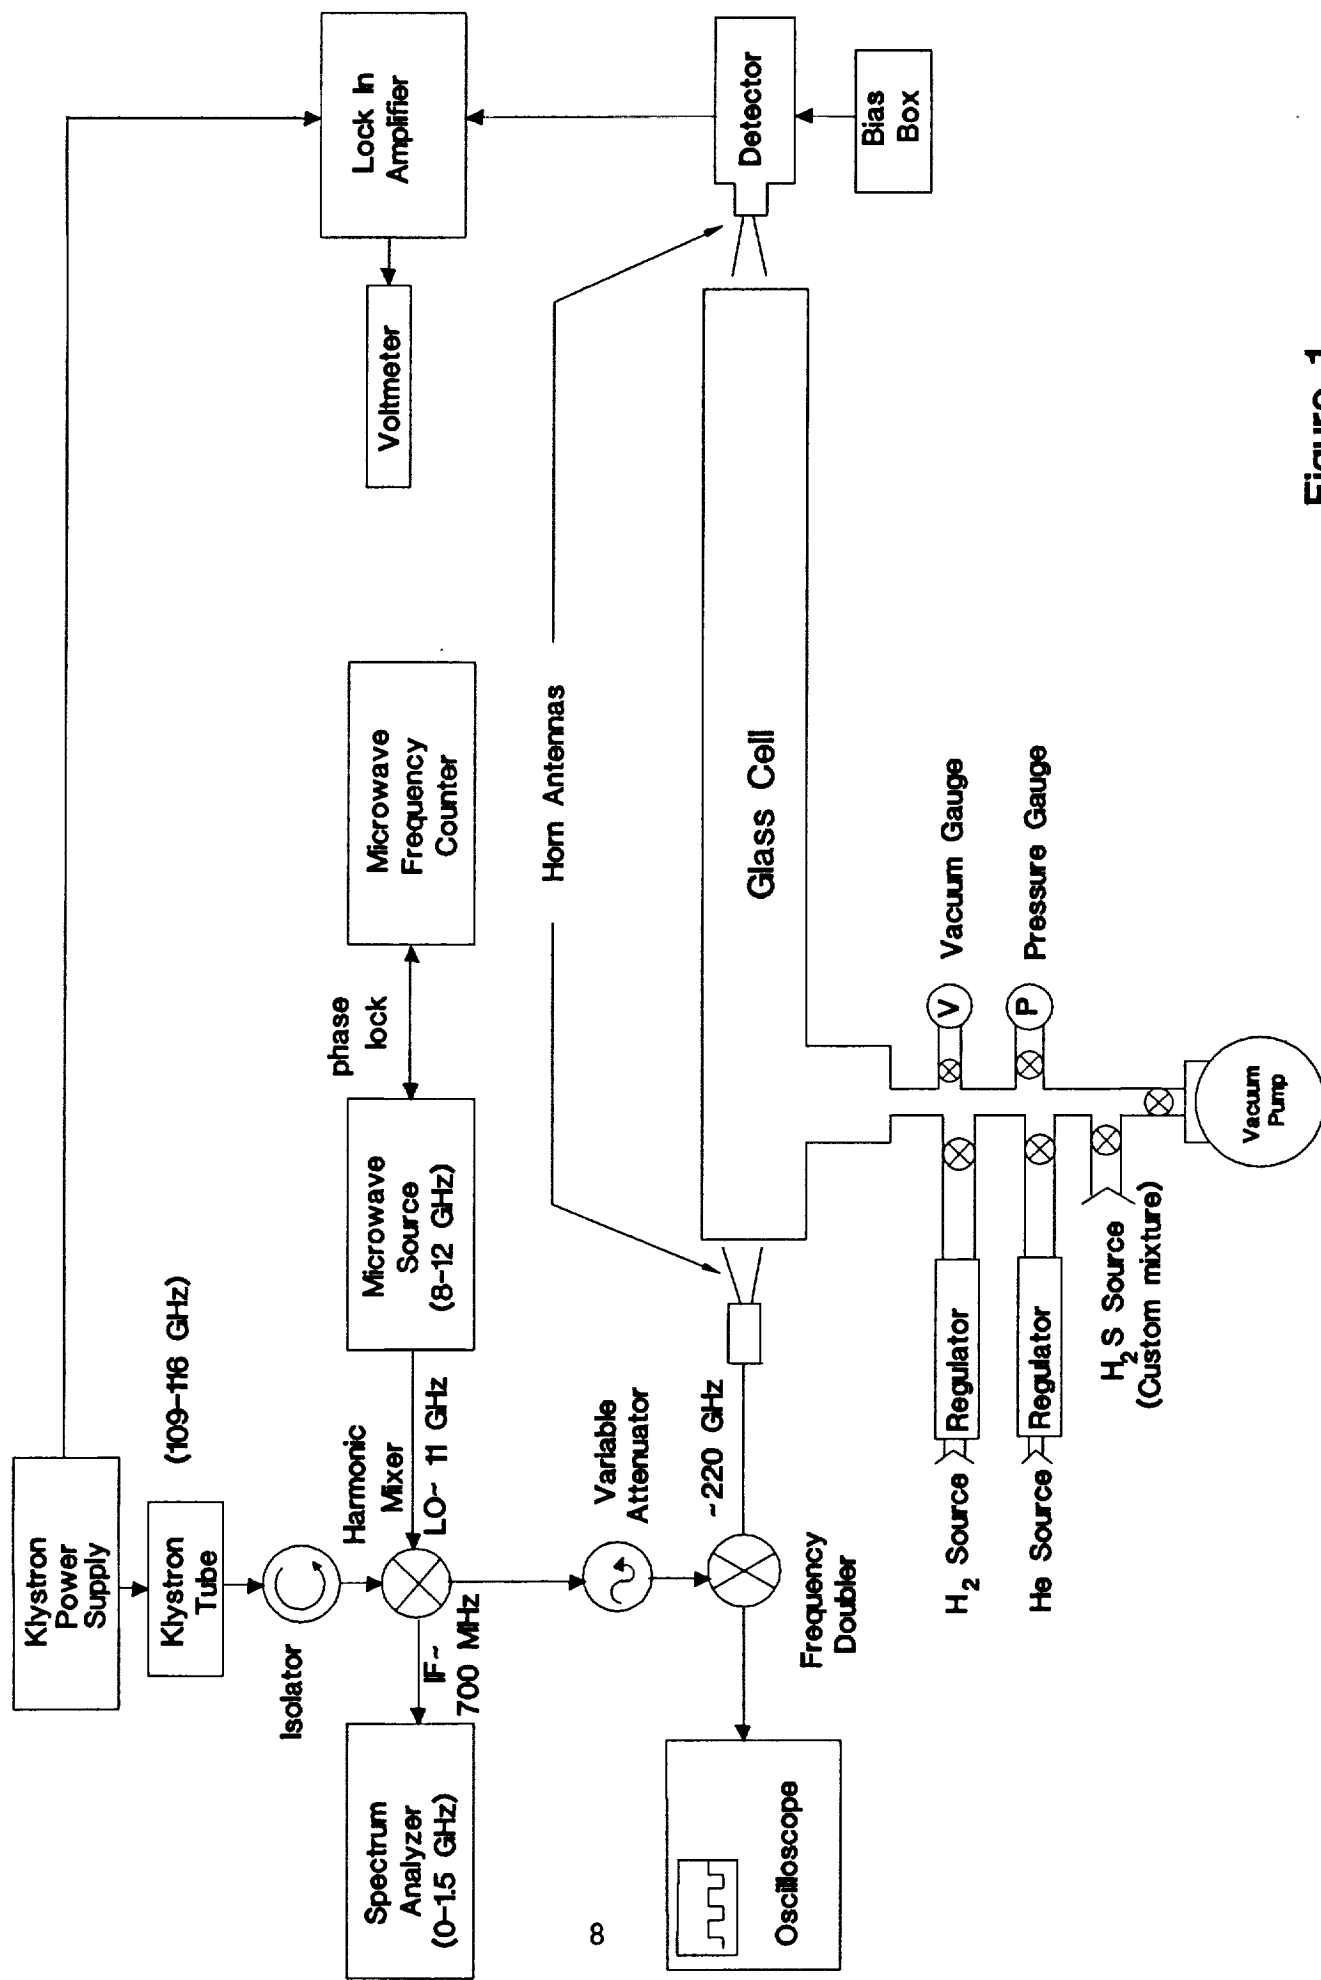 Klystron
Power
Supply
Klystron
Tube
(109-116 GHz)
Isolator
Harmonic
Mixer
LO~ 11 GHz
IF~
700 MHz
Spectrum
Analyzer
(0-1.5 GHz)
Microwave
Source
(8-12 GHz)
phase
lock
Microwave
Frequency
Counter
Voltmeter
Lock In
Amplifier
Variable
Attenuator
Horn Antennas
Oscilloscope
Frequency
Doubler
~220 GHz
Glass Cell
Detector
Bias
Box
H2 Source
Regulator
He Source
Regulator
H2S Source
(Custom mixture)
V
Vacuum Gauge
P
Pressure Gauge
Vacuum
Pump
Figure 1
8